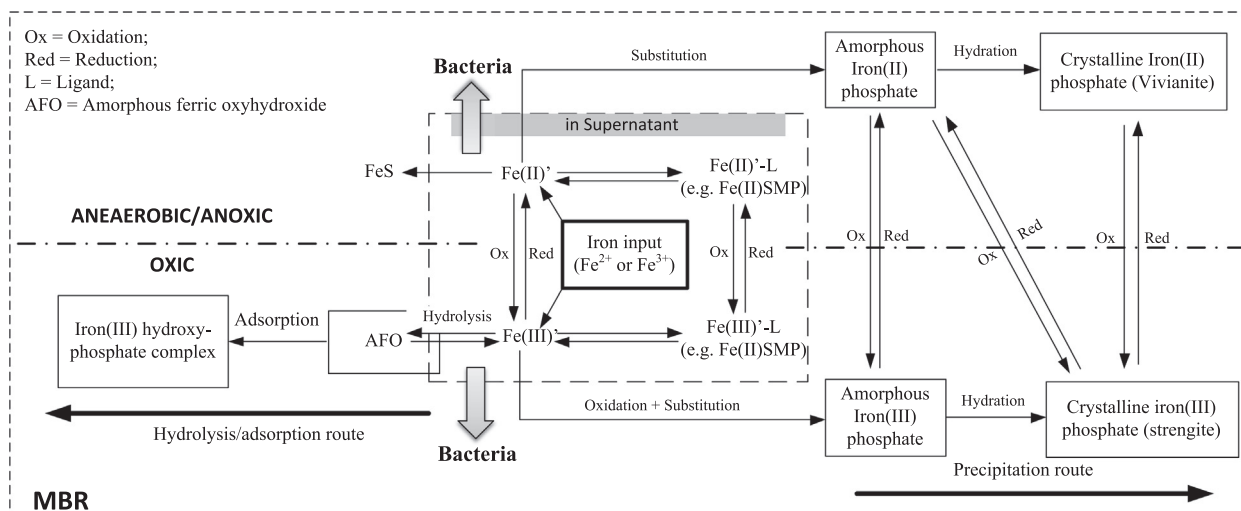 Ox = Oxidation;
Red = Reduction;
L = Ligand;
AFO = Amorphous ferric oxyhydroxide
Bacteria
Substitution
Amorphous
Iron(II)
phosphate
Hydration
Crystalline Iron(II)
phosphate (Vivianite)
in Supernatant
FeS
Fe(II)’
Fe(II)’-L
(e.g. Fe(II)SMP)
ANEAEROBIC/ANOXIC
OXIC
Ox
Red
Iron input
(Fe2+ or Fe3+)
Ox
Red
Ox
Red
Ox
Red
Ox
Red
Iron(III) hydroxy-
phosphate complex
Adsorption
AFO
Hydrolysis
Fe(III)’
Fe(III)’-L
(e.g. Fe(II)SMP)
Oxidation + Substitution
Amorphous
Iron(III)
phosphate
Hydration
Crystalline iron(III)
phosphate (strengite)
Hydrolysis/adsorption route
Bacteria
Precipitation route
MBR